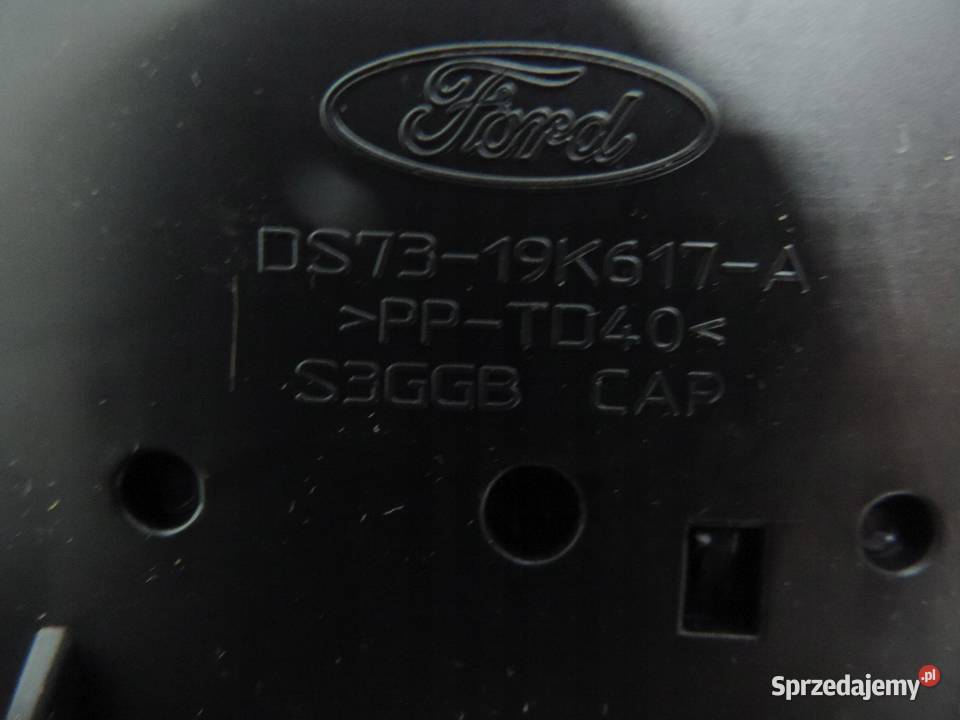 Ford
DS73-19K617-A
>PP-TD40<
S3GGB CAP
Sprzedajemy.pl